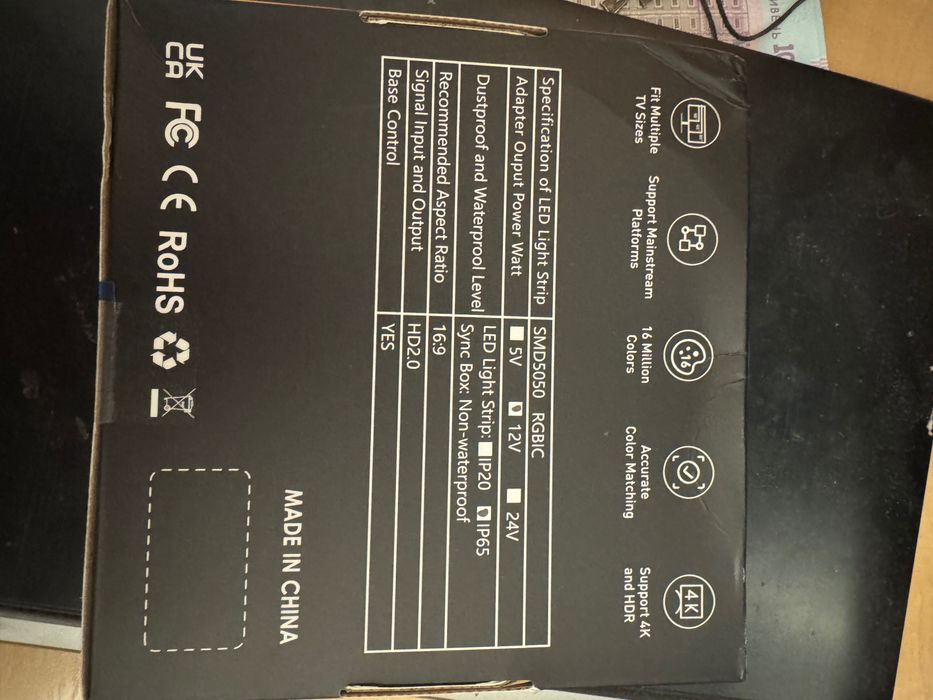 Fit Multiple
TV Sizes
Support Mainstream
Platforms
16 Million
Colors
Accurate
Color Matching
4K
Support 4K
and HDR
Specification of LED Light Strip
SMD5050 RGBIC
Adapter Ouput Power Watt
5V 12V 24V
Dustproof and Waterprool Level
LED Light Strip: IP20 IP65
Sync Box: Non-waterproof
Recommended Aspect Ratio
16:9
Signal Input and Output
HD2.0
Base Control
YES
MADE IN CHINA
UK
CA
FC
CE
RoHS